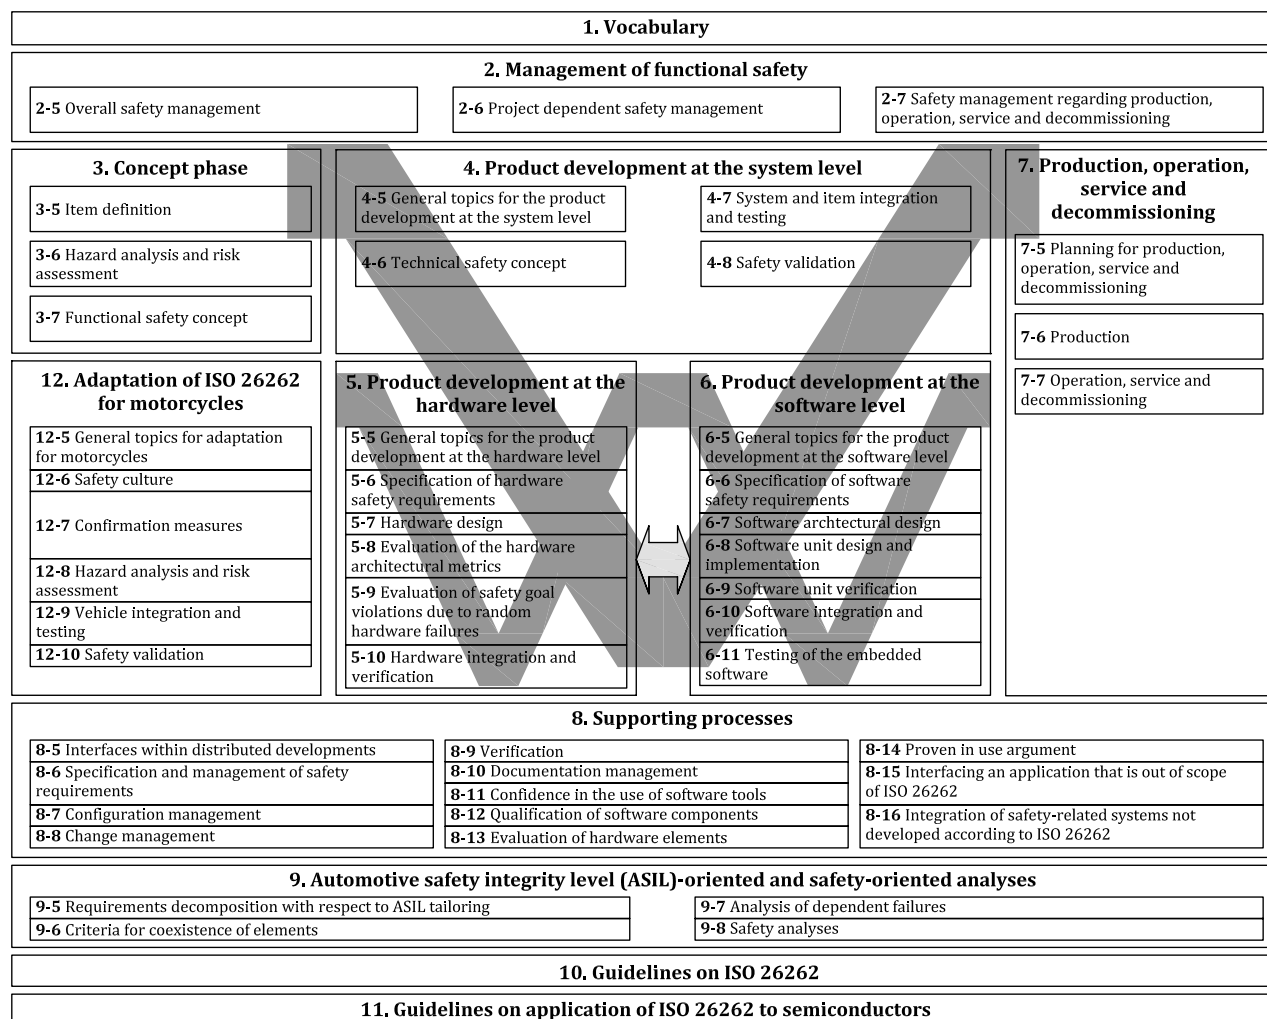 1. Vocabulary
2. Management of functional safety
2-5 Overall safety management
2-6 Project dependent safety management
2-7 Safety management regarding production,
operation, service and decommissioning
3. Concept phase
3-5 Item definition
3-6 Hazard analysis and risk
assessment
3-7 Functional safety concept
4. Product development at the system level
4-5 General topics for the product
development at the system level
4-6 Technical safety concept
4-7 System and item integration
and testing
4-8 Safety validation
7. Production, operation,
service and
decommissioning
7-5 Planning for production,
operation, service and
decommissioning
7-6 Production
7-7 Operation, service and
decommissioning
12. Adaptation of ISO 26262
for motorcycles
12-5 General topics for adaptation
for motorcycles
12-6 Safety culture
12-7 Confirmation measures
12-8 Hazard analysis and risk
assessment
12-9 Vehicle integration and
testing
12-10 Safety validation
5. Product development at the
hardware level
5-5 General topics for the product
development at the hardware level
5-6 Specification of hardware
safety requirements
5-7 Hardware design
5-8 Evaluation of the hardware
architectural metrics
5-9 Evaluation of safety goal
violations due to random
hardware failures
5-10 Hardware integration and
verification
6. Product development at the
software level
6-5 General topics for the product
development at the software level
6-6 Specification of software
safety requirements
6-7 Software archtectural design
6-8 Software unit design and
implementation
6-9 Software unit verification
6-10 Software integration and
verification
6-11 Testing of the embedded
software
8. Supporting processes
8-5 Interfaces within distributed developments
8-6 Specification and management of safety
requirements
8-7 Configuration management
8-8 Change management
8-9 Verification
8-10 Documentation management
8-11 Confidence in the use of software tools
8-12 Qualification of software components
8-13 Evaluation of hardware elements
8-14 Proven in use argument
8-15 Interfacing an application that is out of scope
of ISO 26262
8-16 Integration of safety-related systems not
developed according to ISO 26262
9. Automotive safety integrity level (ASIL)-oriented and safety-oriented analyses
9-5 Requirements decomposition with respect to ASIL tailoring
9-6 Criteria for coexistence of elements
9-7 Analysis of dependent failures
9-8 Safety analyses
10. Guidelines on ISO 26262
11. Guidelines on application of ISO 26262 to semiconductors